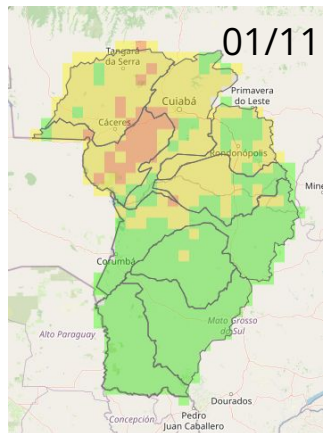 01/11
Tangará
da Serra
Cuiabá
Primavera
do Leste
Cáceres
Rondonópolis
Mine
Corumbá
Mato Grosso
do Sul
Alto Paraguay
Dourados
Concepción
Pedro
Juan Caballero